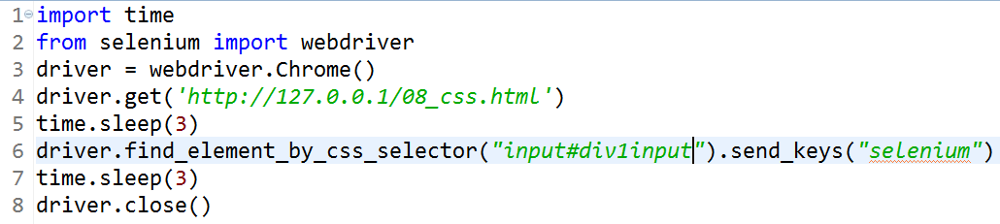 1 import time
2 from selenium import webdriver
3 driver = webdriver.Chrome()
4 driver.get('http://127.0.0.1/08_css.html')
5 time.sleep(3)
6 driver.find_element_by_css_selector("input#div1input").send_keys("selenium")
7 time.sleep(3)
8 driver.close()